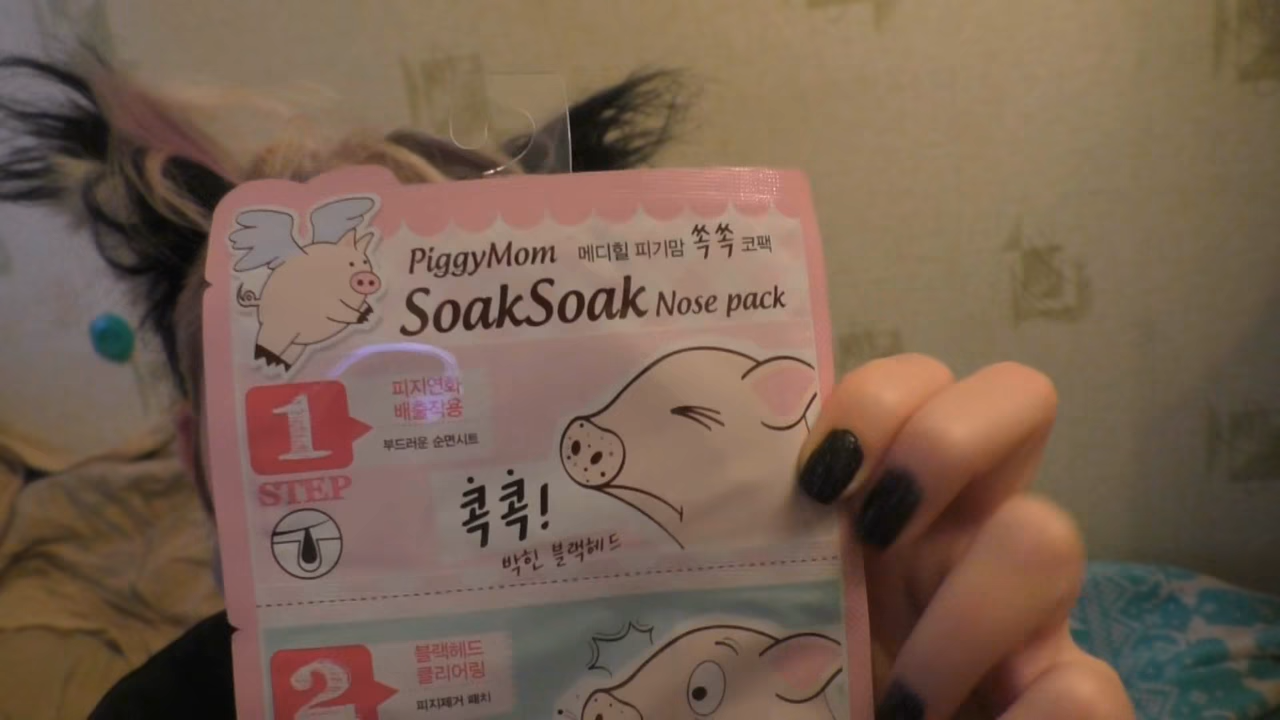 PiggyMom 메디힐 피기맘 쏙쏙 코팩
SoakSoak Nose pack
1
STEP
피지연화
배출작용
부드러운 순면시트
콕콕!
박힌 블랙헤드
2
블랙헤드
클리어링
피지제거 패치